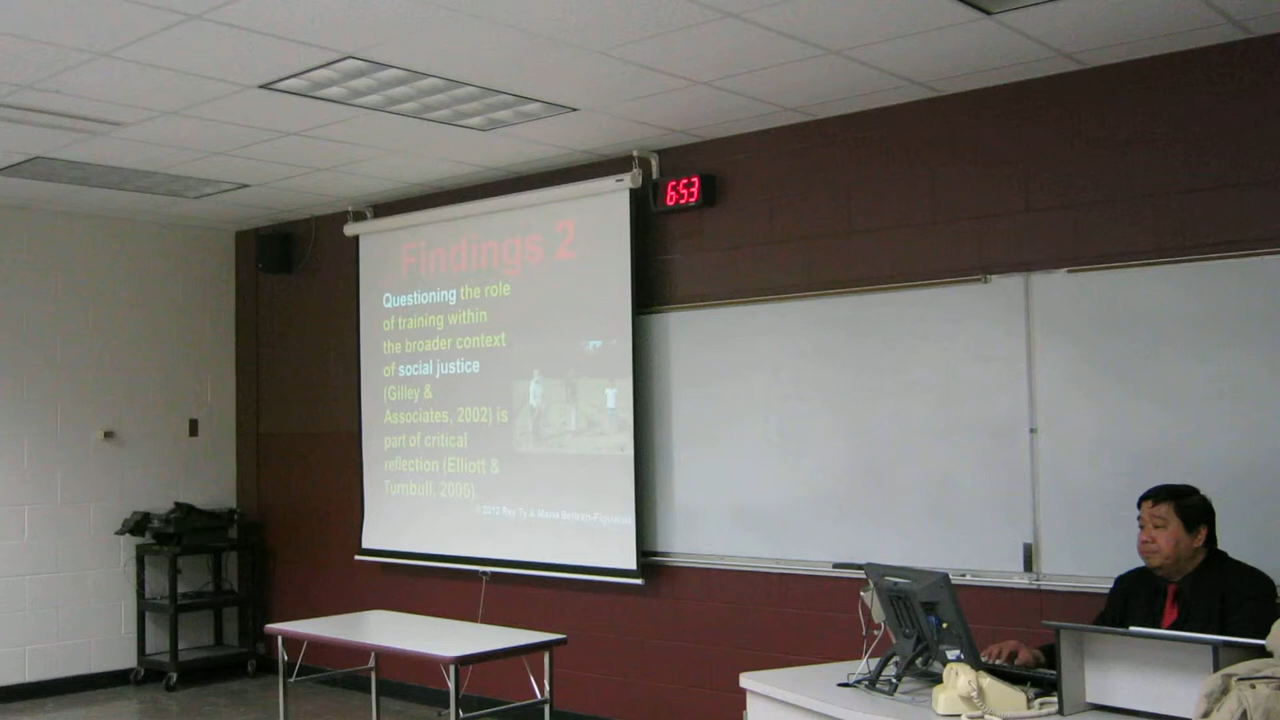 6:53
Findings 2
Questioning the role
of training within
the broader context
of social justice
(Gilley &
Associates, 2002) is
part of critical
reflection (Elliott &
Turnbull, 2006)
©2012 Rey Ty & Maria Beltran-Figueroa